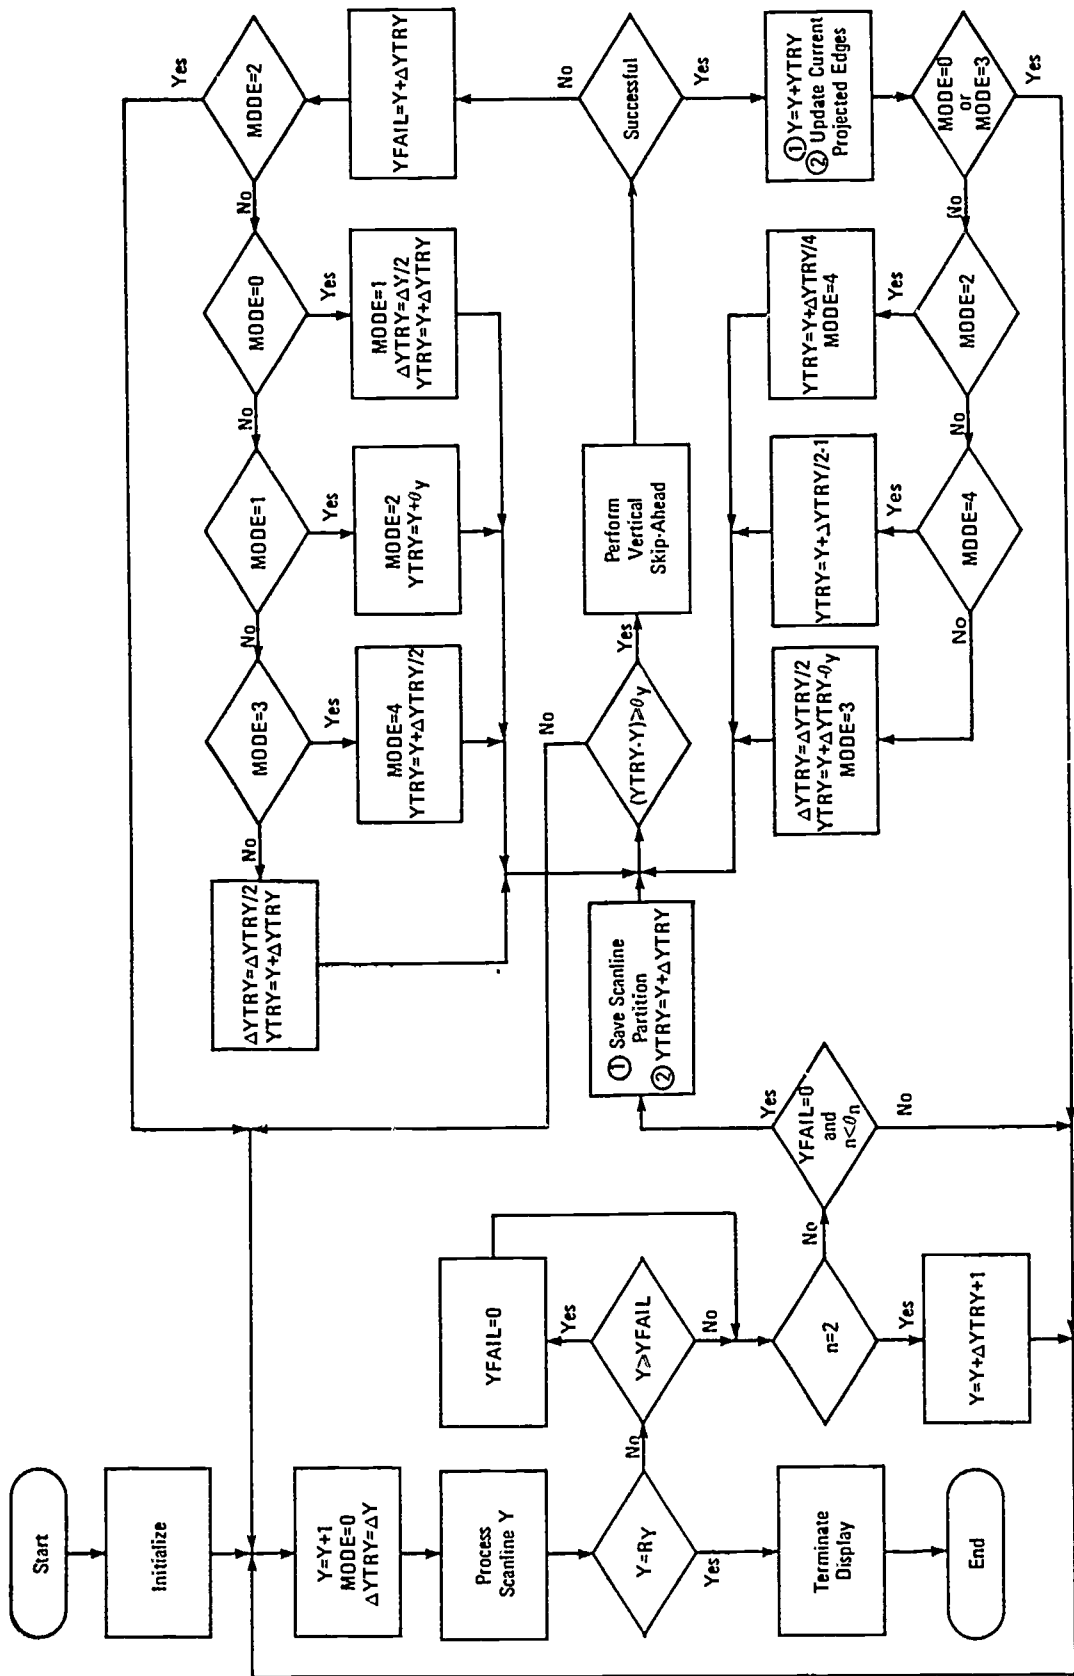 Start
Initialize
Y=Y+1
MODE=0
ΔYTRY=ΔY
Process
Scanline Y
Y=RY
Yes
Terminate
Display
End
No
Y⩾YFAIL
Yes
YFAIL=0
No
n=2
Yes
Y=Y+ΔYTRY+1
No
YFAIL=0
and
n<θn
No
Yes
① Save Scanline
Partition
② YTRY=Y+ΔYTRY
(YTRY-Y)⩾θy
No
Yes
Perform
Vertical
Skip-Ahead
Successful
No
YFAIL=Y+ΔYTRY
MODE=2
Yes
No
MODE=0
Yes
MODE=1
ΔYTRY=ΔY/2
YTRY=Y+ΔYTRY
No
MODE=1
Yes
MODE=2
YTRY=Y+θy
No
MODE=3
Yes
MODE=4
YTRY=Y+ΔYTRY/2
No
ΔYTRY=ΔYTRY/2
YTRY=Y+ΔYTRY
Yes
① Y=Y+YTRY
② Update Current
Projected Edges
MODE=0
or
MODE=3
Yes
No
MODE=2
Yes
YTRY=Y+ΔYTRY/4
MODE=4
No
MODE=4
Yes
YTRY=Y+ΔYTRY/2-1
No
ΔYTRY=ΔYTRY/2
YTRY=Y+ΔYTRY-θy
MODE=3